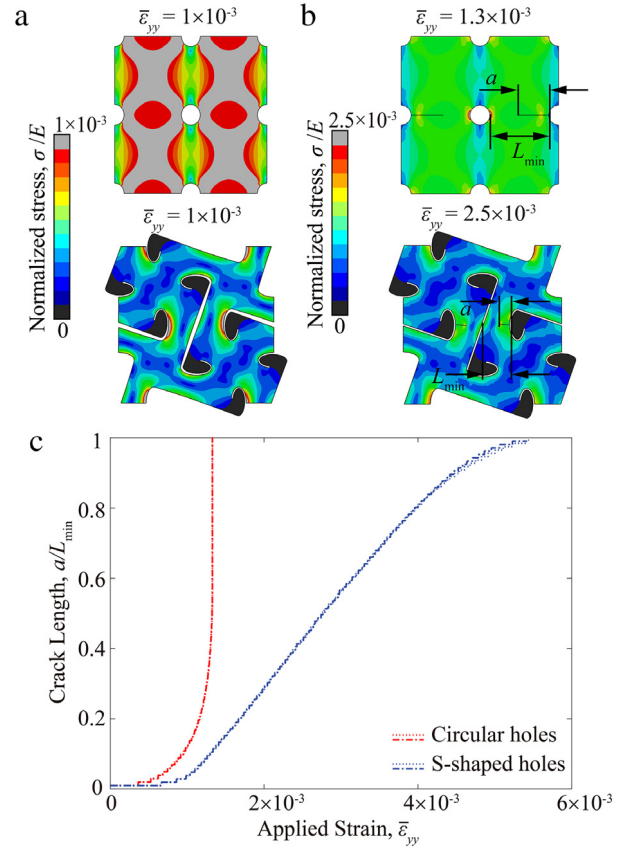 a
ε̅yy = 1×10⁻³
Normalized stress, σ/E
1×10⁻³
0
ε̅yy = 1×10⁻³
b
ε̅yy = 1.3×10⁻³
a
Lmin
Normalized stress, σ/E
2.5×10⁻³
0
ε̅yy = 2.5×10⁻³
a
Lmin
c
Crack Length, a/Lmin
1
0.8
0.6
0.4
0.2
0
0
2×10⁻³
4×10⁻³
6×10⁻³
Circular holes
S-shaped holes
Applied Strain, ε̅yy